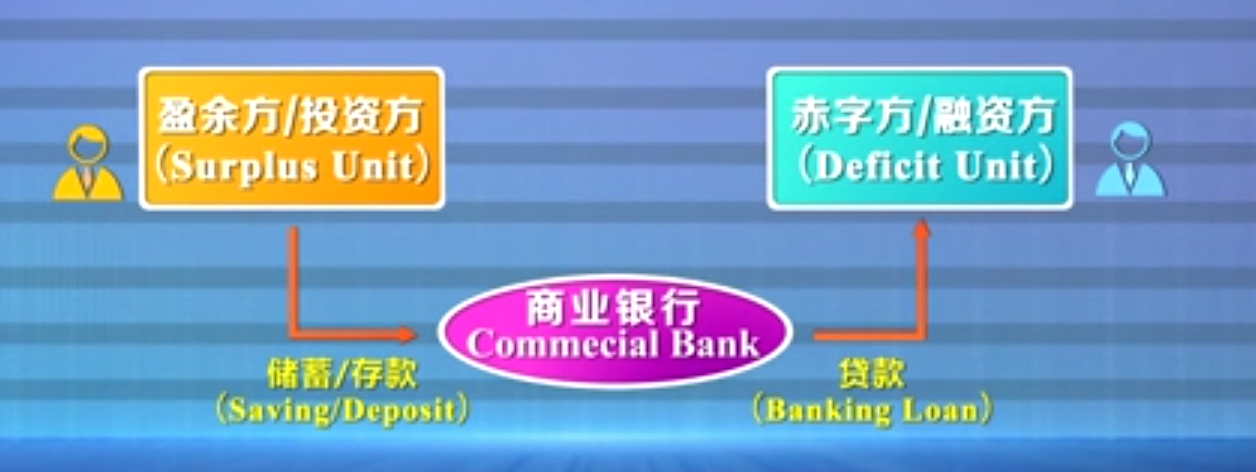 盈余方/投资方
(Surplus Unit)
赤字方/融资方
(Deficit Unit)
商业银行
Commecial Bank
储蓄/存款
(Saving/Deposit)
贷款
(Banking Loan)